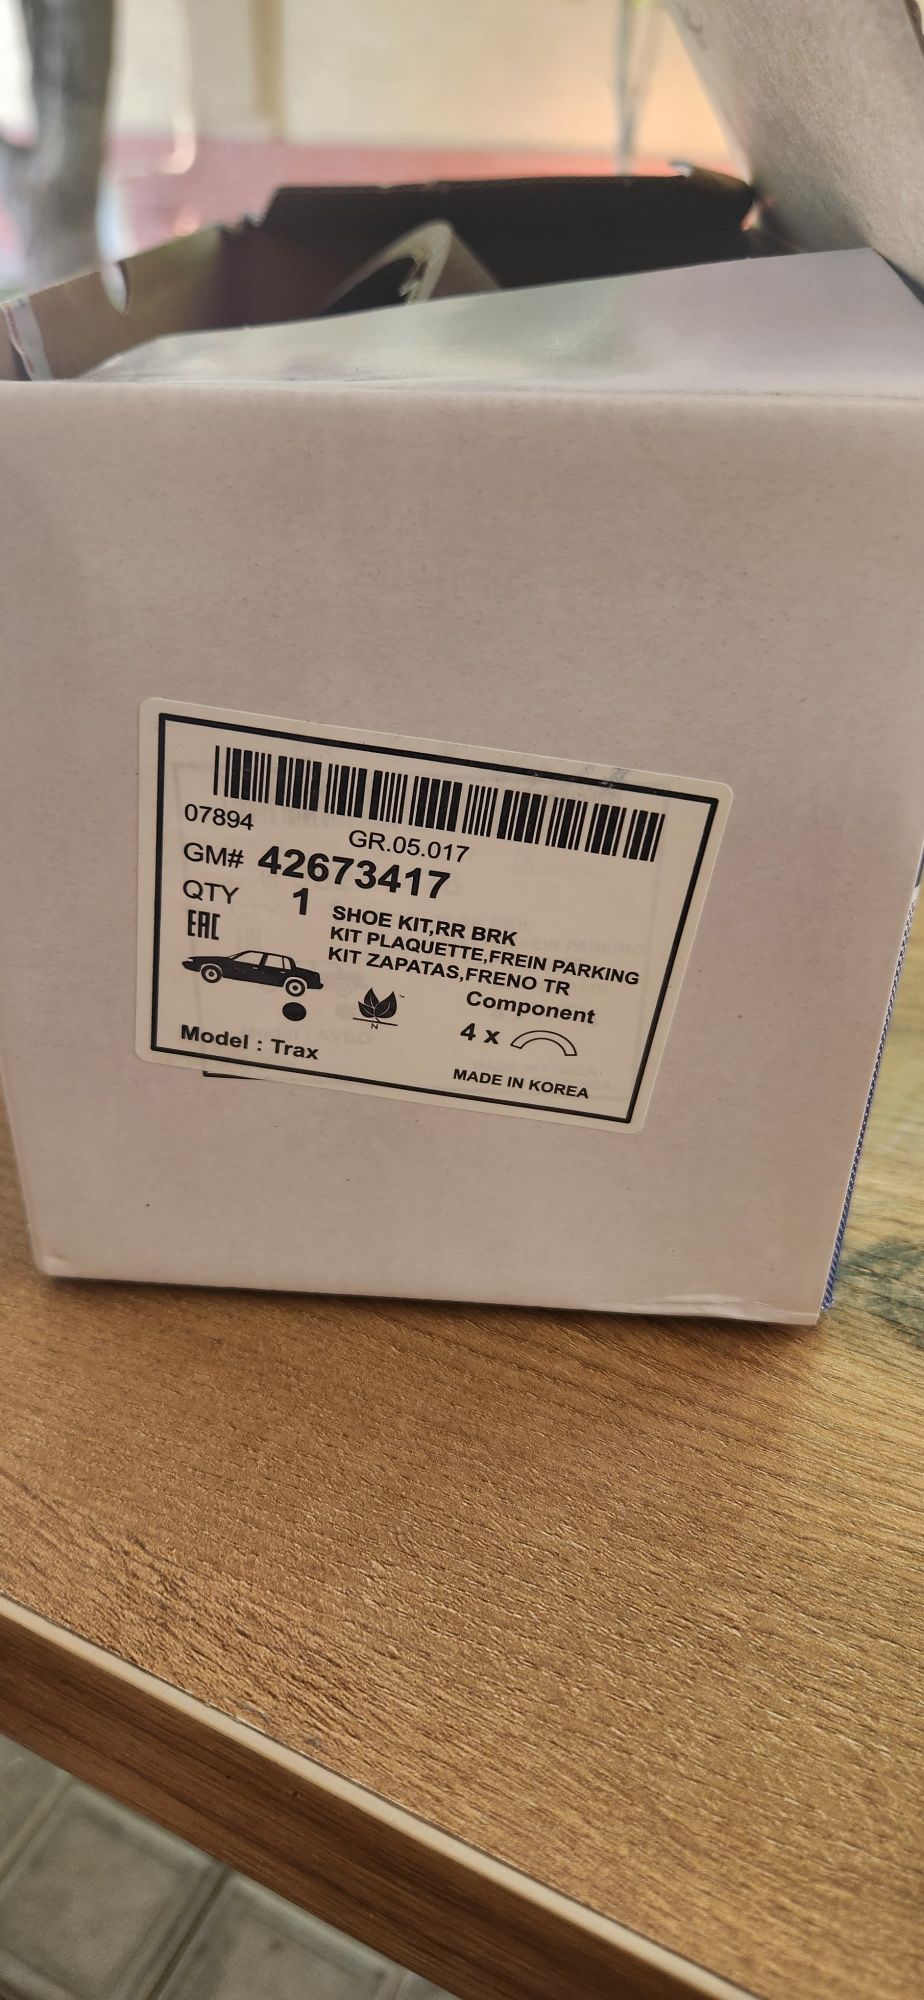 07894
GR.05.017
GM# 42673417
QTY 1
SHOE KIT,RR BRK
EAC
KIT PLAQUETTE,FREIN PARKING
KIT ZAPATAS,FRENO TR
Component
4 x
Model : Trax
MADE IN KOREA